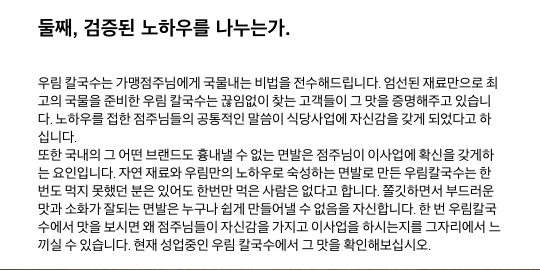 둘째, 검증된 노하우를 나누는가.
우림 칼국수는 가맹점주님에게 국물내는 비법을 전수해드립니다. 엄선된 재료만으로 최
고의 국물을 준비한 우림 칼국수는 끊임없이 찾는 고객들이 그 맛을 증명해주고 있습니
다. 노하우를 접한 점주님들의 공통적인 말씀이 식당사업에 자신감을 갖게 되었다고 하
십니다.
또한 국내의 그 어떤 브랜드도 흉내낼 수 없는 면발은 점주님이 이사업에 확신을 갖게하
는 요인입니다. 자연 재료와 우림만의 노하우로 숙성하는 면발로 만든 우림칼국수는 한
번도 먹지 못했던 분은 있어도 한번만 먹은 사람은 없다고 합니다. 쫄깃하면서 부드러운
맛과 소화가 잘되는 면발은 누구나 쉽게 만들어낼 수 없음을 자신합니다. 한 번 우림칼국
수에서 맛을 보시면 왜 점주님들이 자신감을 가지고 이사업을 하시는지를 그자리에서 느
끼실 수 있습니다. 현재 성업중인 우림 칼국수에서 그 맛을 확인해보십시오.